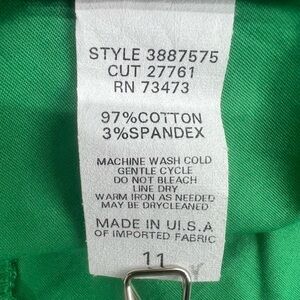 STYLE 3887575
CUT 27761
RN 73473
97%COTTON
3%SPANDEX
MACHINE WASH COLD
GENTLE CYCLE
DO NOT BLEACH
LINE DRY
WARM IRON AS NEEDED
MAY BE DRYCLEANED
MADE IN U.S.A
OF IMPORTED FABRIC
11